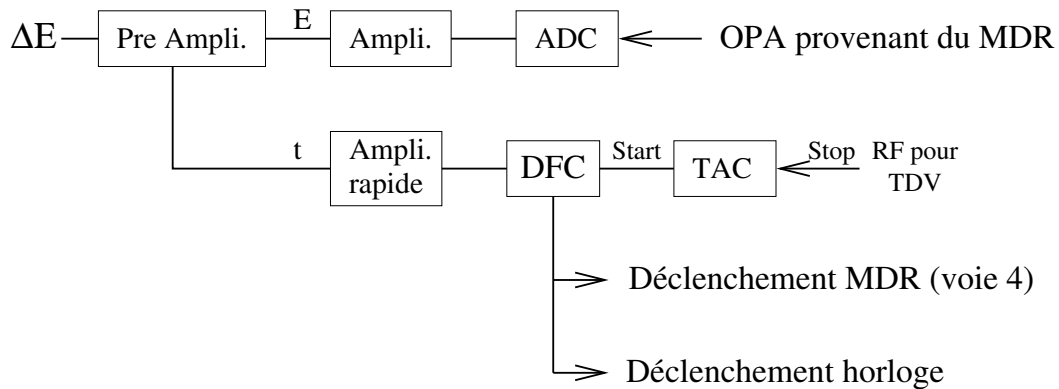 ΔE
Pre Ampli.
E
Ampli.
ADC
OPA provenant du MDR
t
Ampli.
rapide
DFC
Start
TAC
Stop
RF pour
TDV
Déclenchement MDR (voie 4)
Déclenchement horloge